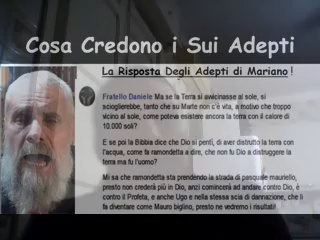 Cosa Credono i Sui Adepti
La Risposta Degli Adepti di Mariano !
Fratello Daniele Ma se la Terra si avvicinasse al sole, si
scioglierebbe, tanto che su Marte non c'è vita, a motivo che troppo
vicino al sole, come poteva esistere ancora la terra con il calore di
10.000 soli?
E se poi la Bibbia dice che Dio si penti, di aver distrutto la terra con
l'acqua, come fa ramondetta a dire, che non fu Dio a distruggere la
terra ma fu l'uomo?
Mi sa che ramondetta sta prendendo la strada di pasquale mauriello,
presto non crederà più in Dio, anzi comincerà ad andare contro Dio, è
contro il Profeta, e anche Ugo e nella stessa scia di dannazione, che li
fa diventare come Mauro biglino, presto ne vedremo i risultati!